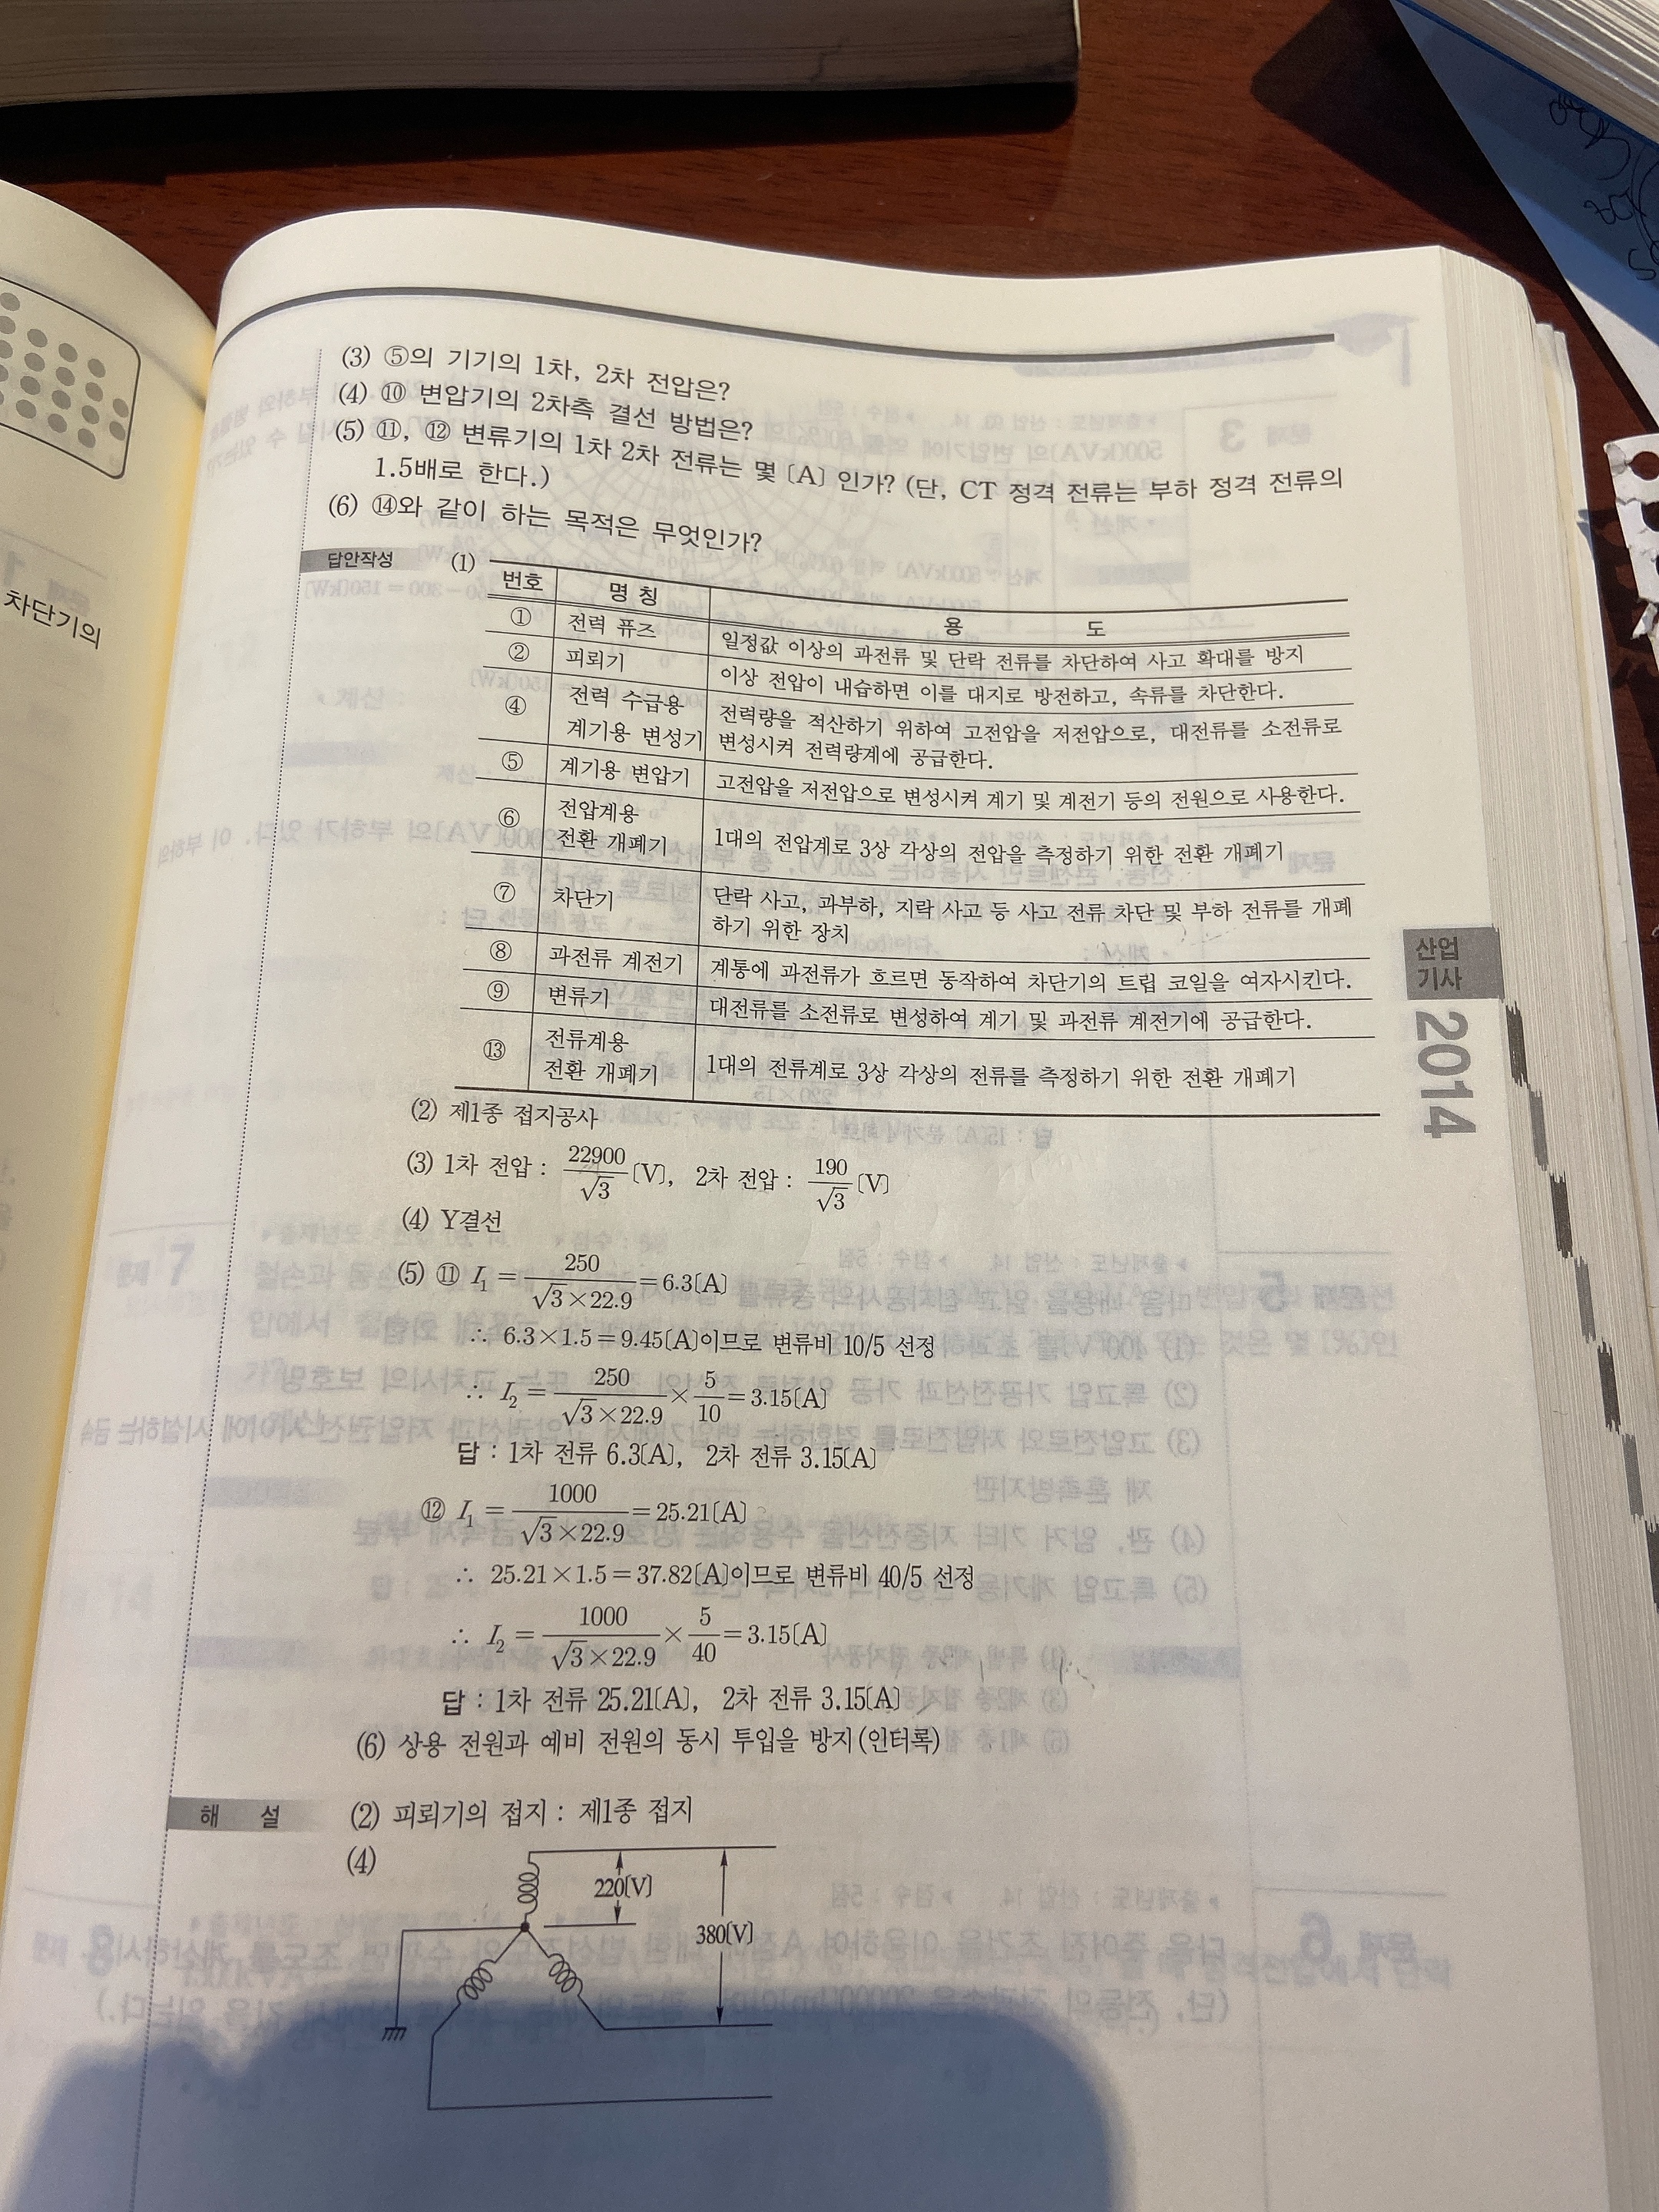 차단기의
(3) ⑤의 기기의 1차, 2차 전압은?
(4) ⑩ 변압기의 2차측 결선 방법은?
(5) ⑪, ⑫ 변류기의 1차 2차 전류는 몇 [A] 인가? (단, CT 정격 전류는 부하 정격 전류의
1.5배로 한다.)
(6) ⑭와 같이 하는 목적은 무엇인가?
답안작성 (1)
번호 명 칭 용 도
① 전력 퓨즈 일정값 이상의 과전류 및 단락 전류를 차단하여 사고 확대를 방지
② 피뢰기 이상 전압이 내습하면 이를 대지로 방전하고, 속류를 차단한다.
④ 전력 수급용 계기용 변성기 전력량을 적산하기 위하여 고전압을 저전압으로, 대전류를 소전류로
변성시켜 전력량계에 공급한다.
⑤ 계기용 변압기 고전압을 저전압으로 변성시켜 계기 및 계전기 등의 전원으로 사용한다.
⑥ 전압계용 전환 개폐기 1대의 전압계로 3상 각상의 전압을 측정하기 위한 전환 개폐기
⑦ 차단기 단락 사고, 과부하, 지락 사고 등 사고 전류 차단 및 부하 전류를 개폐
하기 위한 장치
⑧ 과전류 계전기 계통에 과전류가 흐르면 동작하여 차단기의 트립 코일을 여자시킨다.
⑨ 변류기 대전류를 소전류로 변성하여 계기 및 과전류 계전기에 공급한다.
⑬ 전류계용 전환 개폐기 1대의 전류계로 3상 각상의 전류를 측정하기 위한 전환 개폐기
(2) 제1종 접지공사
(3) 1차 전압 : 22900/√3 [V], 2차 전압 : 190/√3 [V]
(4) Y결선
(5) ⑪ I₁ = 250/(√3×22.9) = 6.3[A]
∴ 6.3×1.5=9.45[A]이므로 변류비 10/5 선정
∴ I₂ = 250/(√3×22.9) × 5/10 = 3.15[A]
답 : 1차 전류 6.3[A], 2차 전류 3.15[A]
⑫ I₁ = 1000/(√3×22.9) = 25.21[A]
∴ 25.21×1.5=37.82[A]이므로 변류비 40/5 선정
∴ I₂ = 1000/(√3×22.9) × 5/40 = 3.15[A]
답 : 1차 전류 25.21[A], 2차 전류 3.15[A]
(6) 상용 전원과 예비 전원의 동시 투입을 방지(인터록)
해 설 (2) 피뢰기의 접지 : 제1종 접지
(4)
220[V]
380[V]
산업
기사
2014